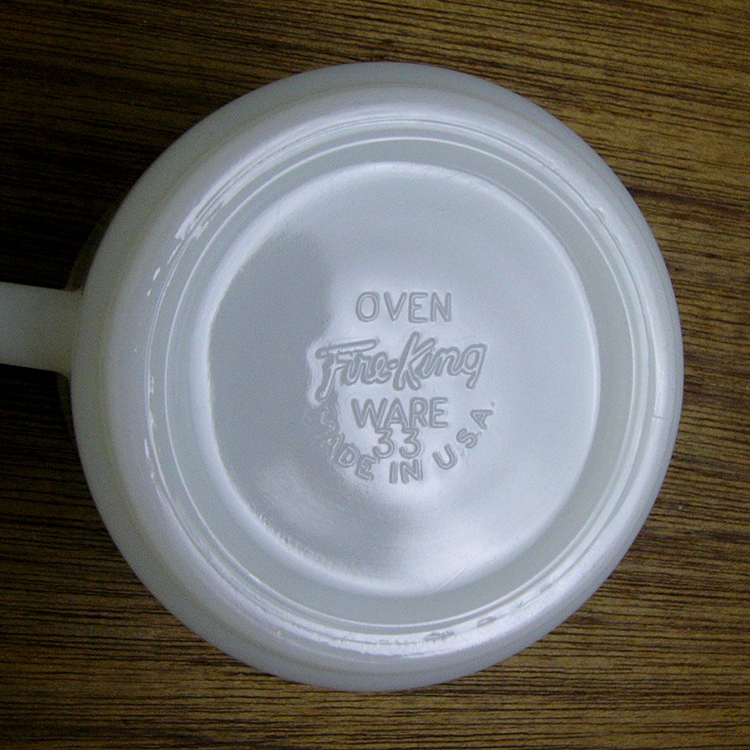 OVEN
Fire-King
WARE
33
MADE IN U.S.A.